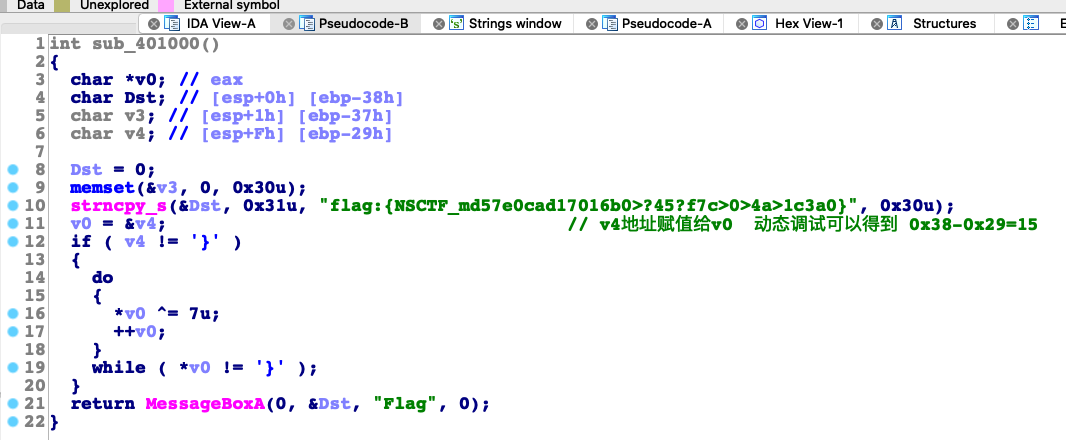 Data Unexplored External symbol
IDA View-A Pseudocode-B Strings window Pseudocode-A Hex View-1 Structures E
1 int sub_401000()
2 {
3 char *v0; // eax
4 char Dst; // [esp+0h] [ebp-38h]
5 char v3; // [esp+1h] [ebp-37h]
6 char v4; // [esp+Fh] [ebp-29h]
7
8 Dst = 0;
9 memset(&v3, 0, 0x30u);
10 strncpy_s(&Dst, 0x31u, "flag:{NSCTF_md57e0cad17016b0>?45?f7c>0>4a>1c3a0}", 0x30u);
11 v0 = &v4; // v4地址赋值给v0 动态调试可以得到 0x38-0x29=15
12 if ( v4 != '}' )
13 {
14 do
15 {
16 *v0 ^= 7u;
17 ++v0;
18 }
19 while ( *v0 != '}' );
20 }
21 return MessageBoxA(0, &Dst, "Flag", 0);
22 }